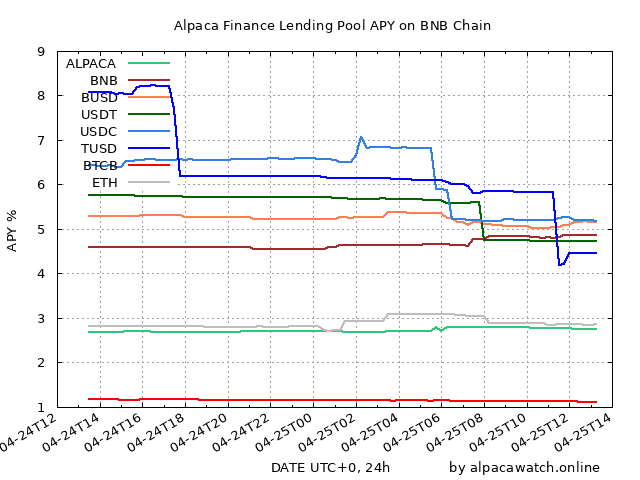 Alpaca Finance Lending Pool APY on BNB Chain
9
8
7
6
5
4
3
2
1
APY %
ALPACA
BNB
BUSD
USDT
USDC
TUSD
BTCB
ETH
04-24T12
04-24T14
04-24T16
04-24T18
04-24T20
04-24T22
04-25T00
04-25T02
04-25T04
04-25T06
04-25T08
04-25T10
04-25T12
04-25T14
DATE UTC+0, 24h
by alpacawatch.online